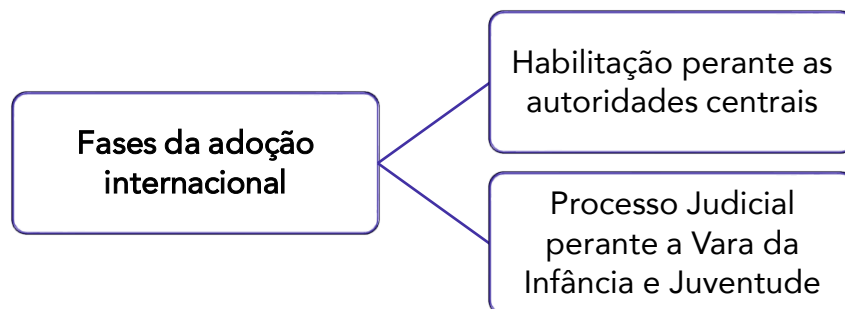 Fases da adoção
internacional
Habilitação perante as
autoridades centrais
Processo Judicial
perante a Vara da
Infância e Juventude